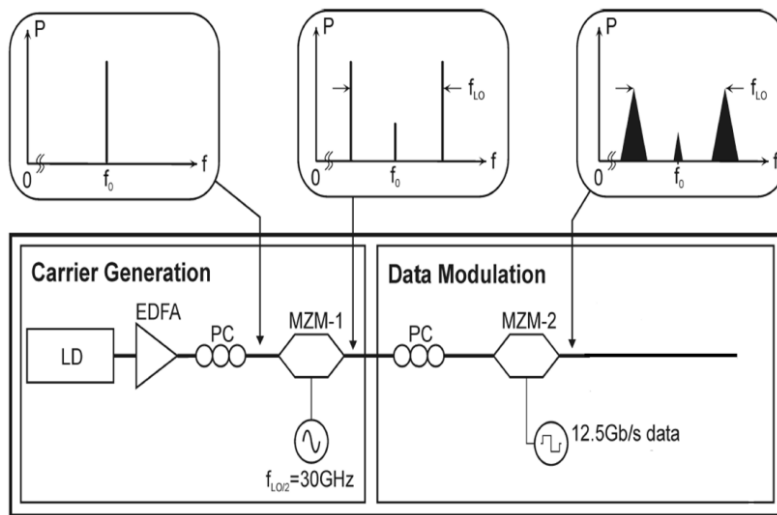 P
0
f₀
f
P
f_LO
0
f₀
f
P
f_LO
0
f₀
f
Carrier Generation
Data Modulation
EDFA
LD
PC
MZM-1
PC
MZM-2
f_LO/2=30GHz
12.5Gb/s data